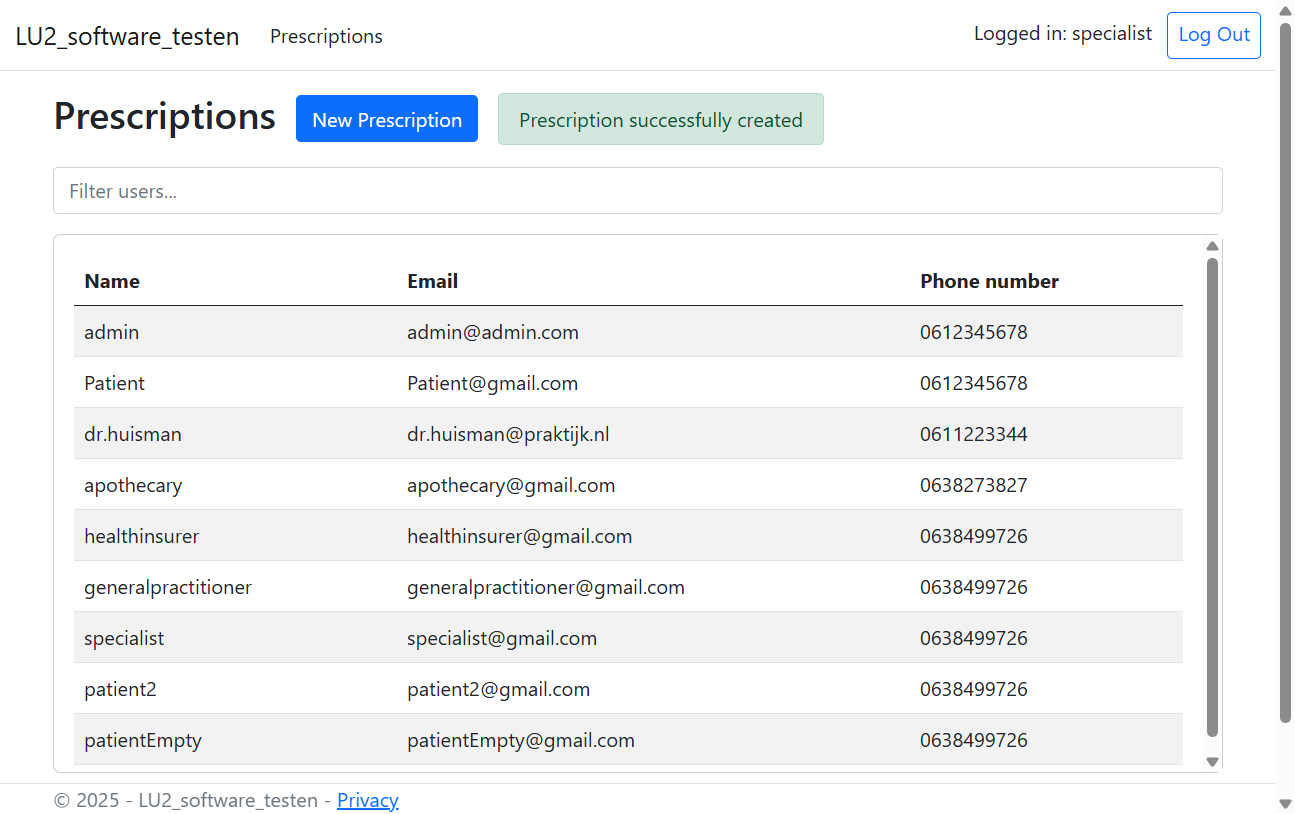 LU2_software_testen Prescriptions Logged in: specialist Log Out
Prescriptions New Prescription Prescription successfully created
Filter users...
Name Email Phone number
admin admin@admin.com 0612345678
Patient Patient@gmail.com 0612345678
dr.huisman dr.huisman@praktijk.nl 0611223344
apothecary apothecary@gmail.com 0638273827
healthinsurer healthinsurer@gmail.com 0638499726
generalpractitioner generalpractitioner@gmail.com 0638499726
specialist specialist@gmail.com 0638499726
patient2 patient2@gmail.com 0638499726
patientEmpty patientEmpty@gmail.com 0638499726
© 2025 - LU2_software_testen - Privacy